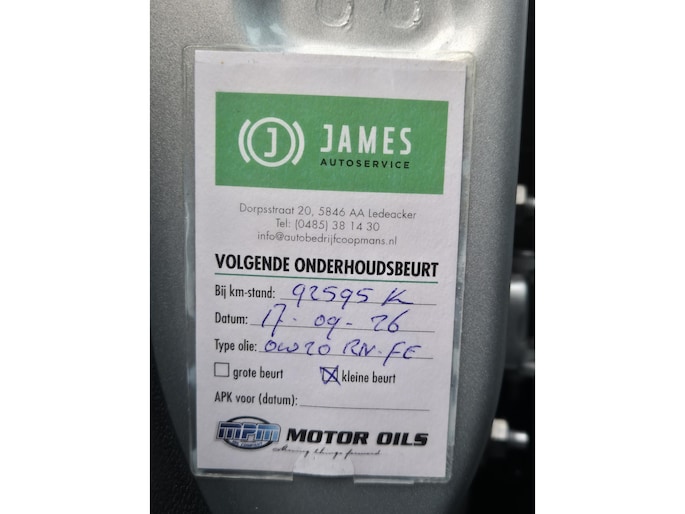 J JAMES
AUTOSERVICE
Dorpsstraat 20, 5846 AA Ledeacker
Tel: (0485) 38 14 30
info@autobedrijfcoopmans.nl
VOLGENDE ONDERHOUDSBEURT
Bij km-stand: 92595 K
Datum: 17-09-26
Type olie: 0W20 RN-FE
grote beurt kleine beurt
APK voor (datum):
MPM MOTOR OILS